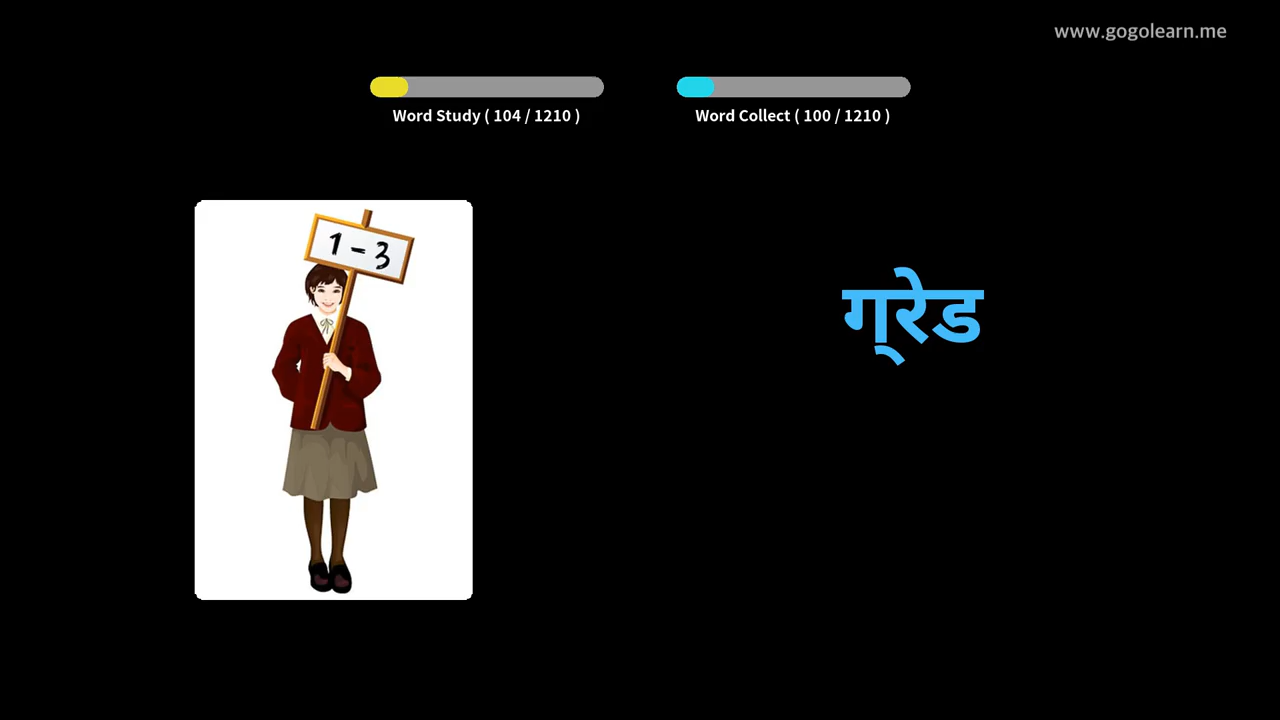 www.gogolearn.me
Word Study ( 104 / 1210 )
Word Collect ( 100 / 1210 )
1 - 3
ग्रेड